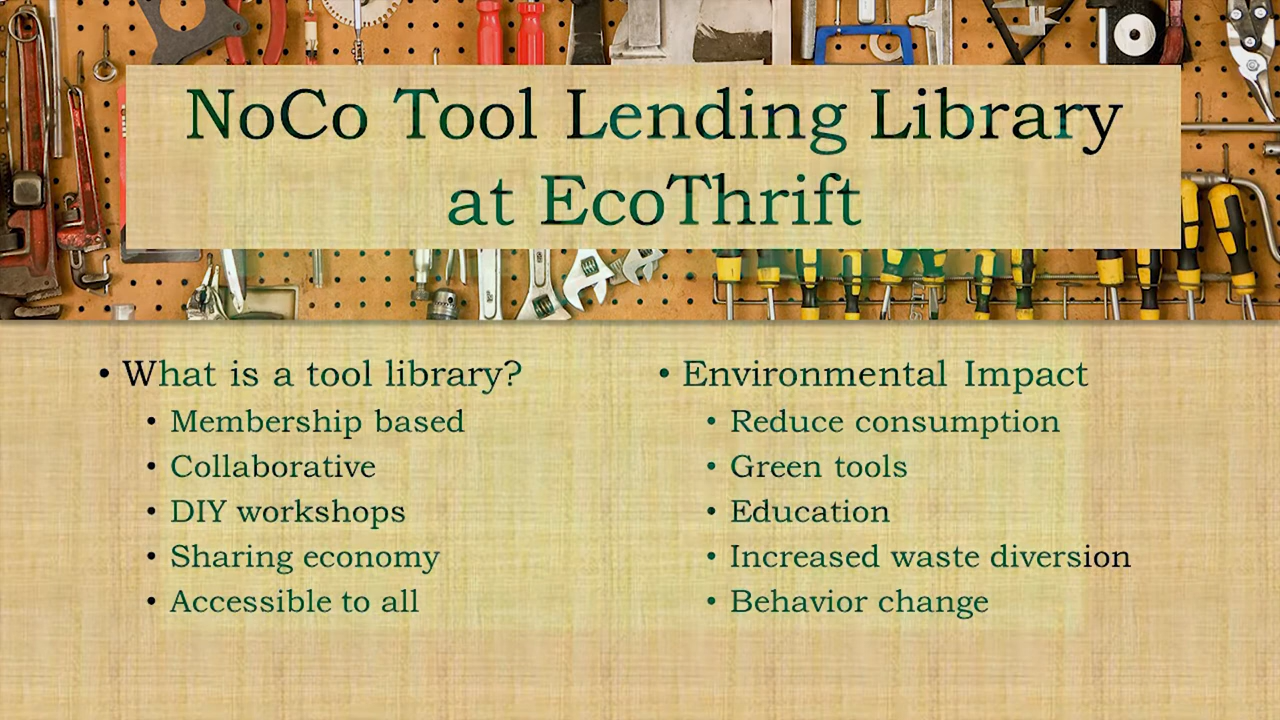 NoCo Tool Lending Library
at EcoThrift
• What is a tool library?
• Membership based
• Collaborative
• DIY workshops
• Sharing economy
• Accessible to all
• Environmental Impact
• Reduce consumption
• Green tools
• Education
• Increased waste diversion
• Behavior change